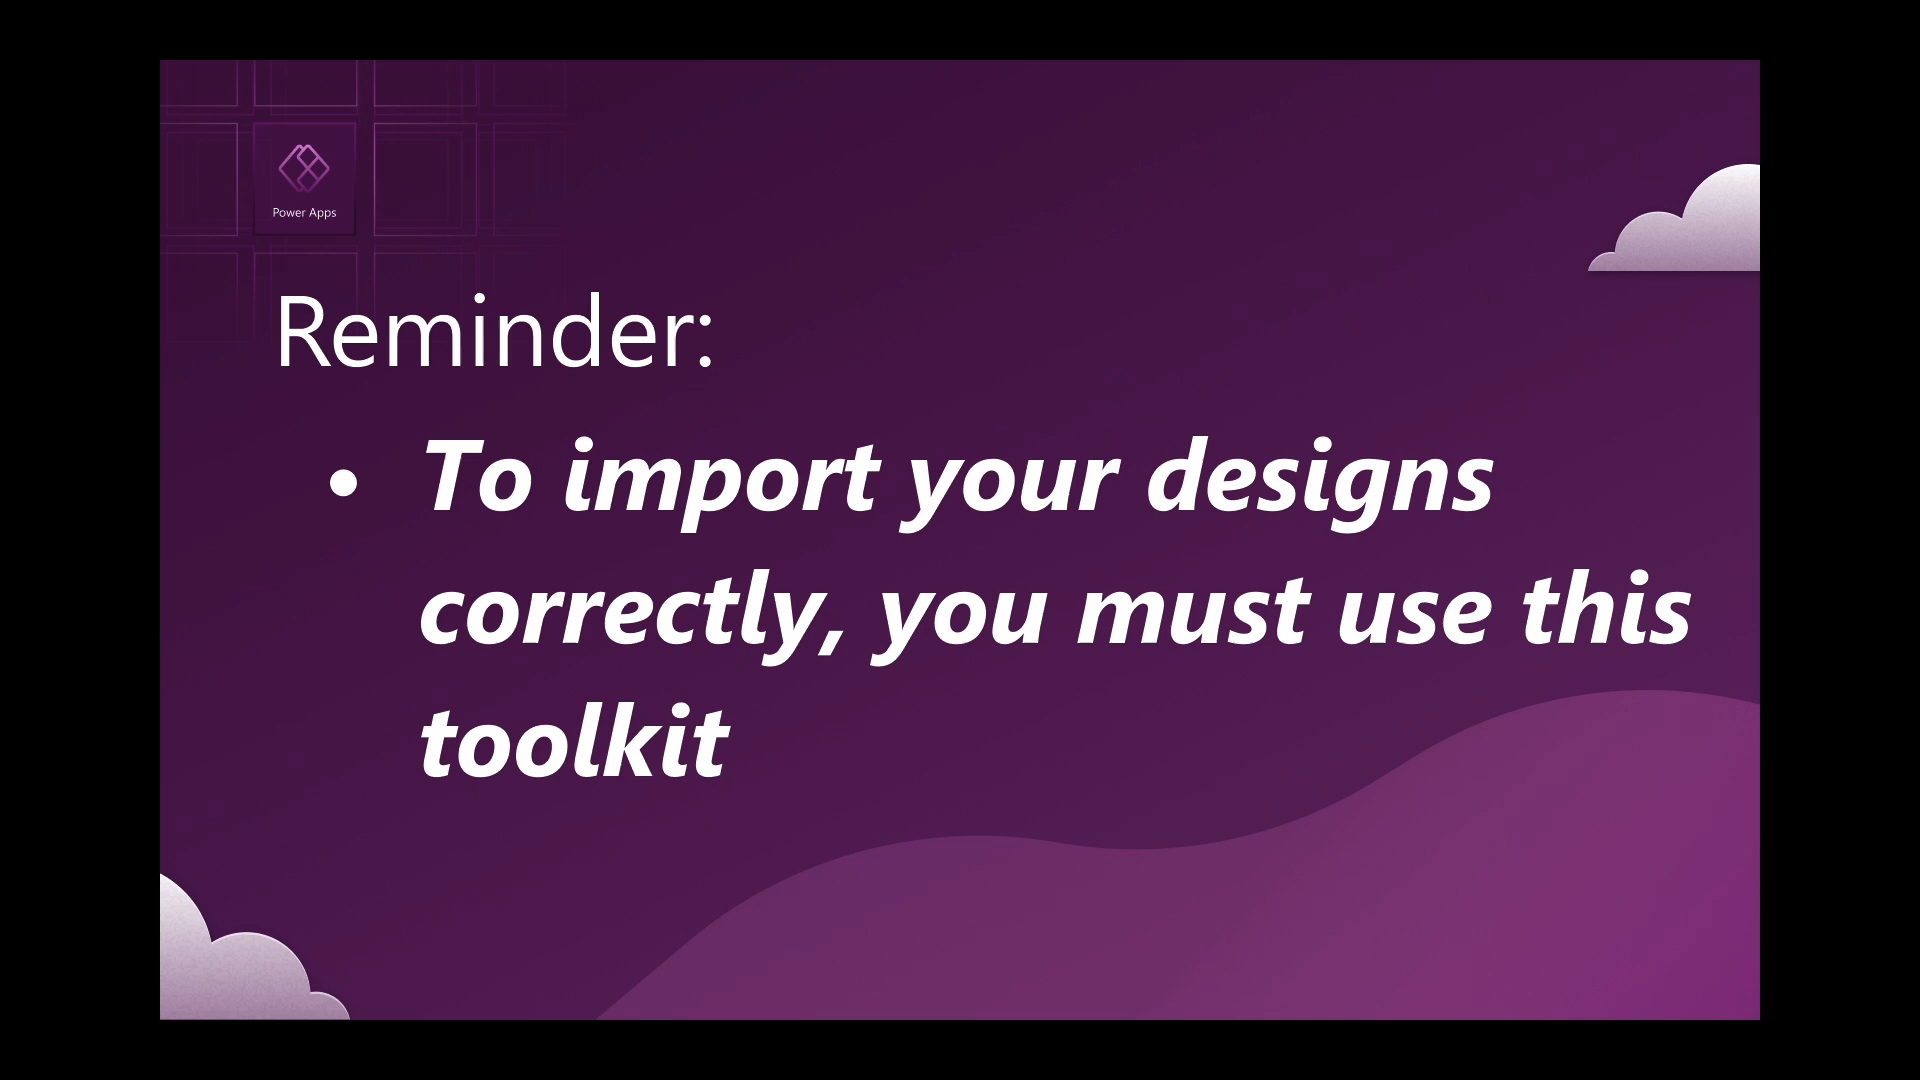 Power Apps
Reminder:
• To import your designs
correctly, you must use this
toolkit